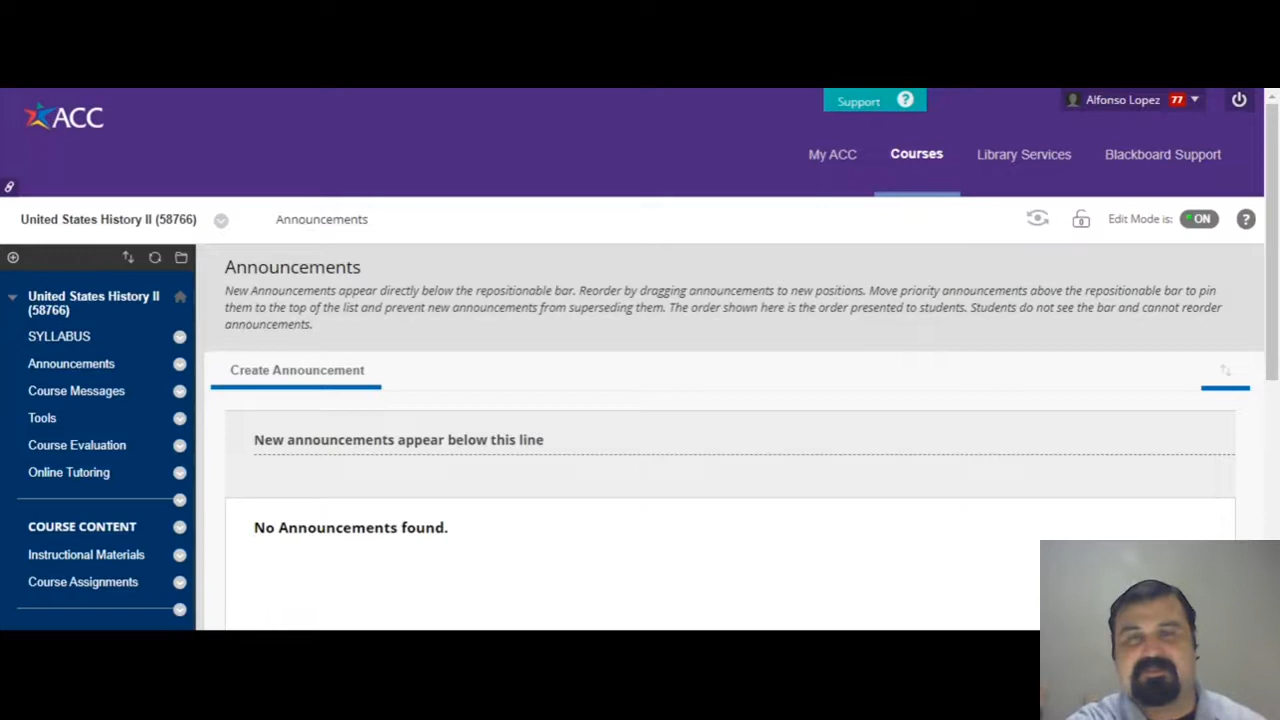 ACC
Support ?
Alfonso Lopez 77
My ACC Courses Library Services Blackboard Support
United States History II (58766) Announcements Edit Mode is: ON ?
United States History II
(58766)
SYLLABUS
Announcements
Course Messages
Tools
Course Evaluation
Online Tutoring
COURSE CONTENT
Instructional Materials
Course Assignments
Announcements
New Announcements appear directly below the repositionable bar. Reorder by dragging announcements to new positions. Move priority announcements above the repositionable bar to pin
them to the top of the list and prevent new announcements from superseding them. The order shown here is the order presented to students. Students do not see the bar and cannot reorder
announcements.
Create Announcement
New announcements appear below this line
No Announcements found.